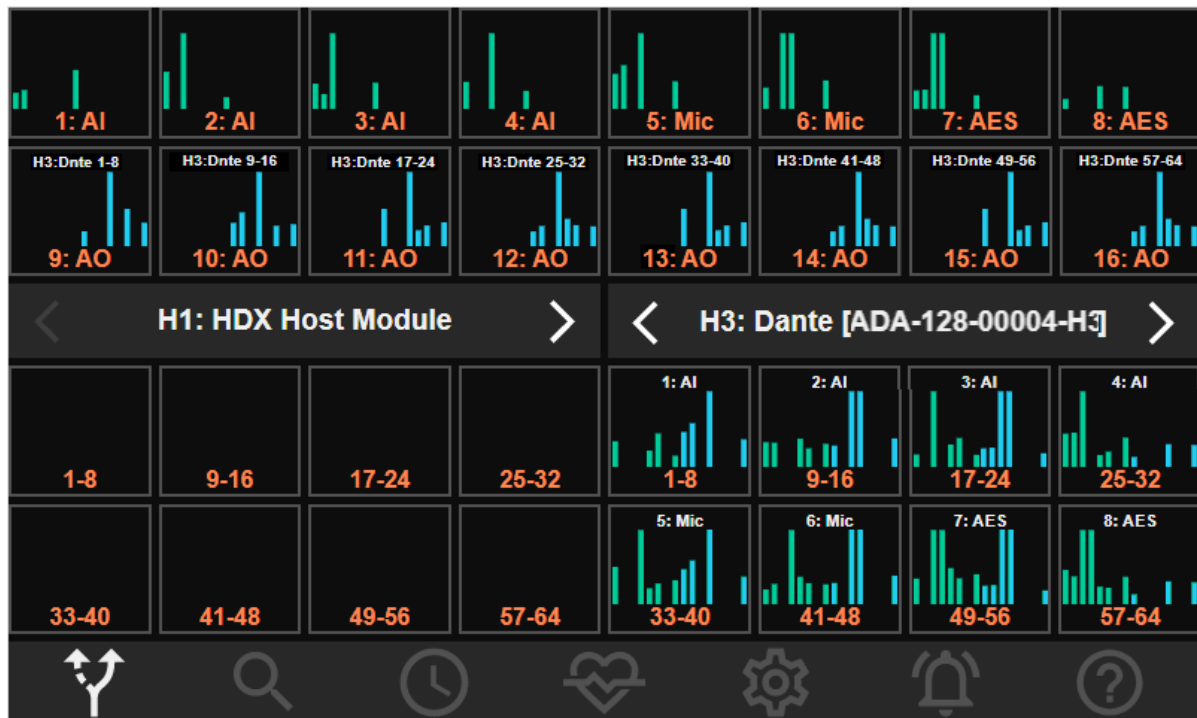 1: AI
2: AI
3: AI
4: AI
5: Mic
6: Mic
7: AES
8: AES
H3:Dnte 1-8
H3:Dnte 9-16
H3:Dnte 17-24
H3:Dnte 25-32
H3:Dnte 33-40
H3:Dnte 41-48
H3:Dnte 49-56
H3:Dnte 57-64
9: AO
10: AO
11: AO
12: AO
13: AO
14: AO
15: AO
16: AO
H1: HDX Host Module
H3: Dante [ADA-128-00004-H3]
1: AI
2: AI
3: AI
4: AI
1-8
9-16
17-24
25-32
1-8
9-16
17-24
25-32
5: Mic
6: Mic
7: AES
8: AES
33-40
41-48
49-56
57-64
33-40
41-48
49-56
57-64
?